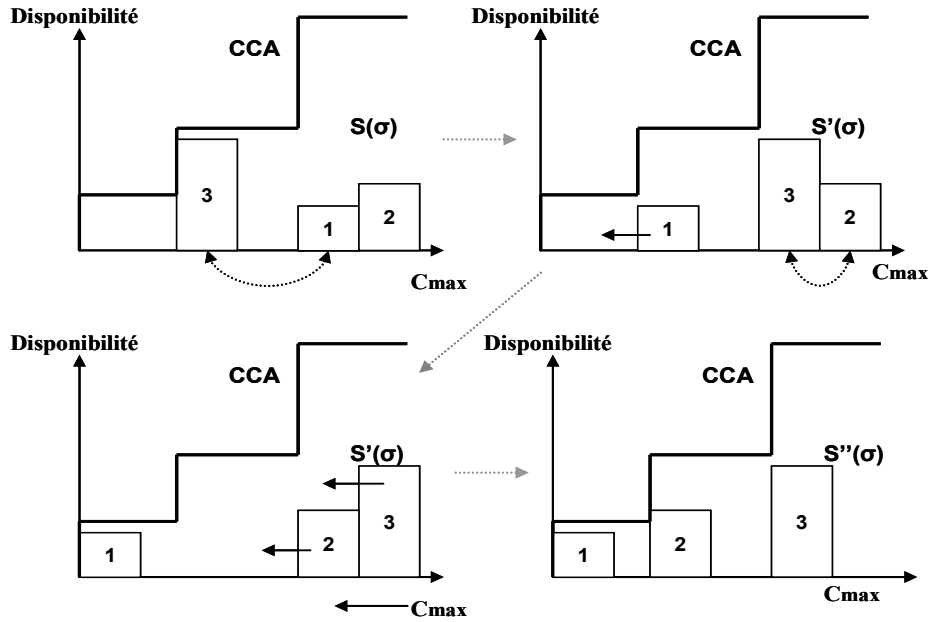 Disponibilité
CCA
S(σ)
3
1
2
Cmax
Disponibilité
CCA
S’(σ)
1
3
2
Cmax
Disponibilité
CCA
S’(σ)
1
2
3
Cmax
Disponibilité
CCA
S’’(σ)
1
2
3
Cmax